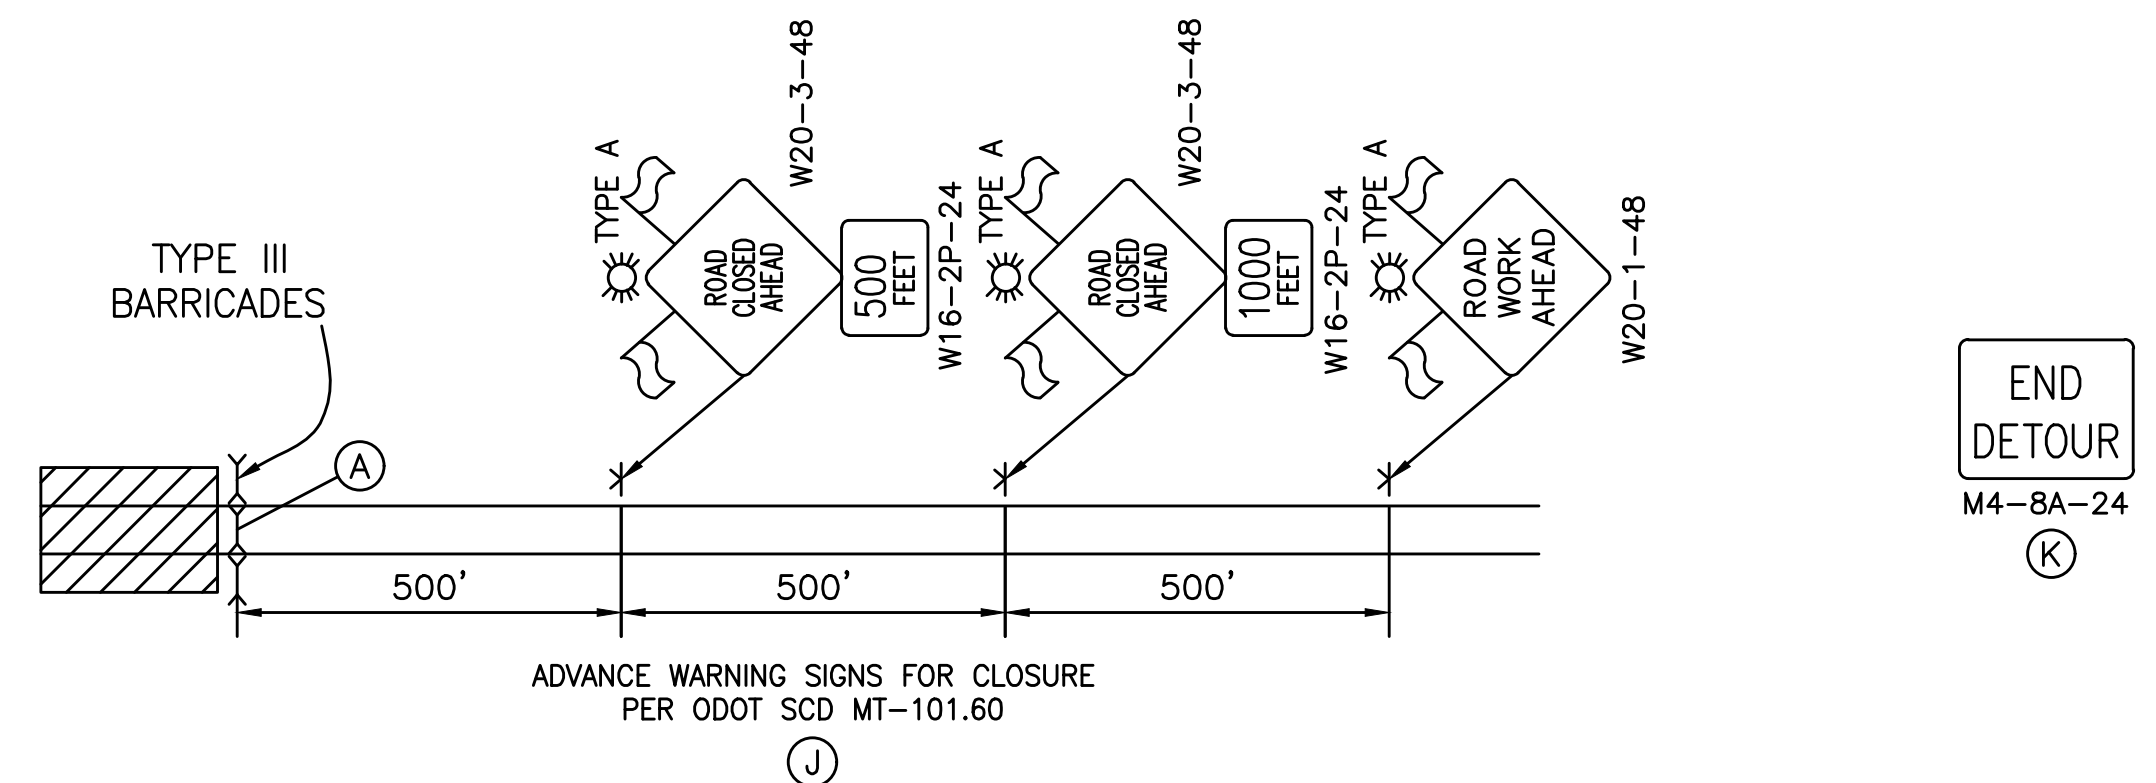 TYPE III
BARRICADES
A
TYPE A
ROAD
CLOSED
AHEAD
W20-3-48
500
FEET
W16-2P-24
TYPE A
ROAD
CLOSED
AHEAD
W20-3-48
1000
FEET
W16-2P-24
TYPE A
ROAD
WORK
AHEAD
W20-1-48
500'
500'
500'
ADVANCE WARNING SIGNS FOR CLOSURE
PER ODOT SCD MT-101.60
J
END
DETOUR
M4-8A-24
K